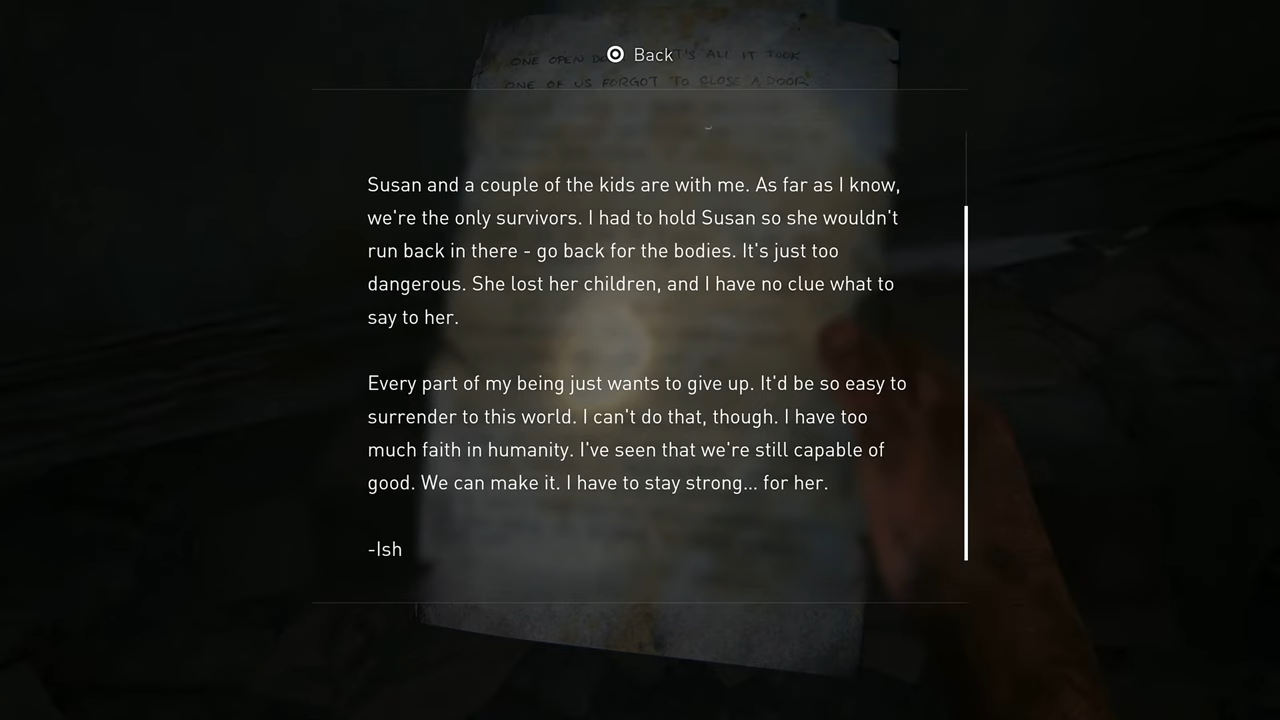 Back
ONE OPEN T'S ALL IT TOOK
ONE OF US FORGOT TO CLOSE A DOOR
Susan and a couple of the kids are with me. As far as I know,
we're the only survivors. I had to hold Susan so she wouldn't
run back in there - go back for the bodies. It's just too
dangerous. She lost her children, and I have no clue what to
say to her.
Every part of my being just wants to give up. It'd be so easy to
surrender to this world. I can't do that, though. I have too
much faith in humanity. I've seen that we're still capable of
good. We can make it. I have to stay strong... for her.
-Ish